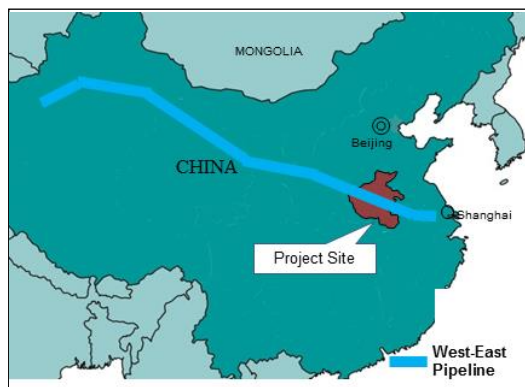 MONGOLIA
Beijing
CHINA
Shanghai
Project Site
West-East
Pipeline